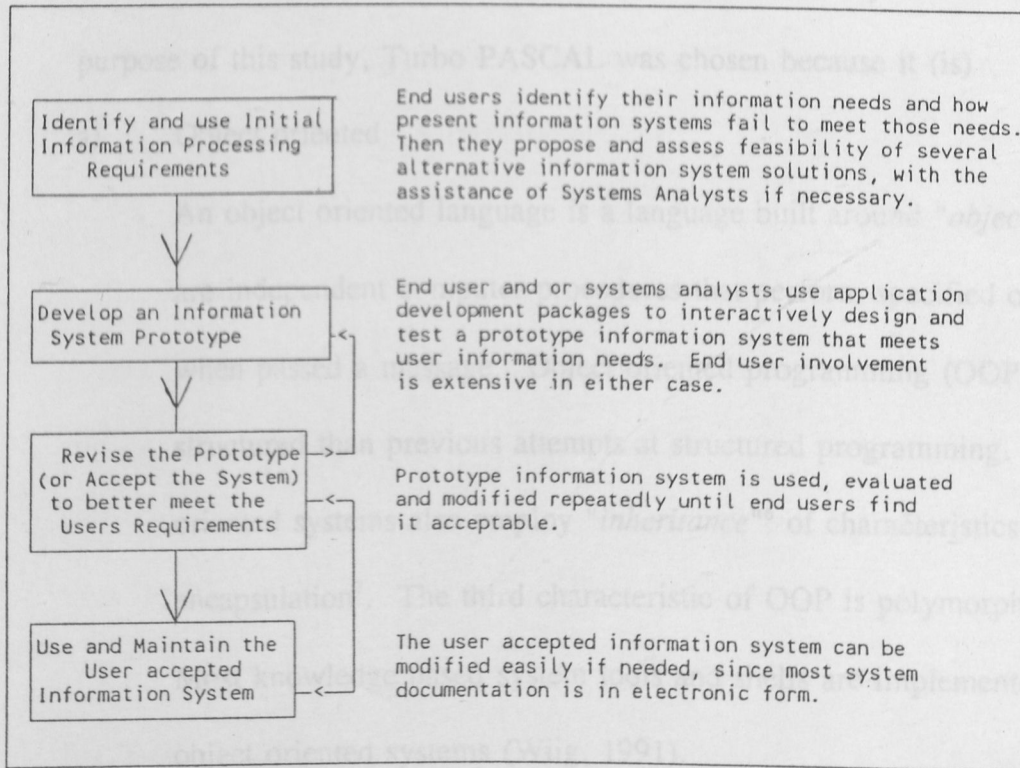 purpose of this study, Turbo PASCAL was chosen because it (is)
Identify and use Initial
Information Processing
Requirements
End users identify their information needs and how
present information systems fail to meet those needs.
Then they propose and assess feasibility of several
alternative information system solutions, with the
assistance of Systems Analysts if necessary.
An object oriented language is a language built around "objec
Develop an Information
System Prototype
End user and or systems analysts use application
development packages to interactively design and
test a prototype information system that meets
user information needs. End user involvement
is extensive in either case.
programming (OOP
structured than previous attempts at structured programming.
Revise the Prototype
(or Accept the System)
to better meet the
Users Requirements
Prototype information system is used, evaluated
and modified repeatedly until end users find
it acceptable.
systems "inheritance" of characteristics
encapsulation. The third characteristic of OOP is polymorph
Use and Maintain the
User accepted
Information System
The user accepted information system can be
modified easily if needed, since most system
documentation is in electronic form.
knowledge are implement
object oriented systems (Wiig, 1991)